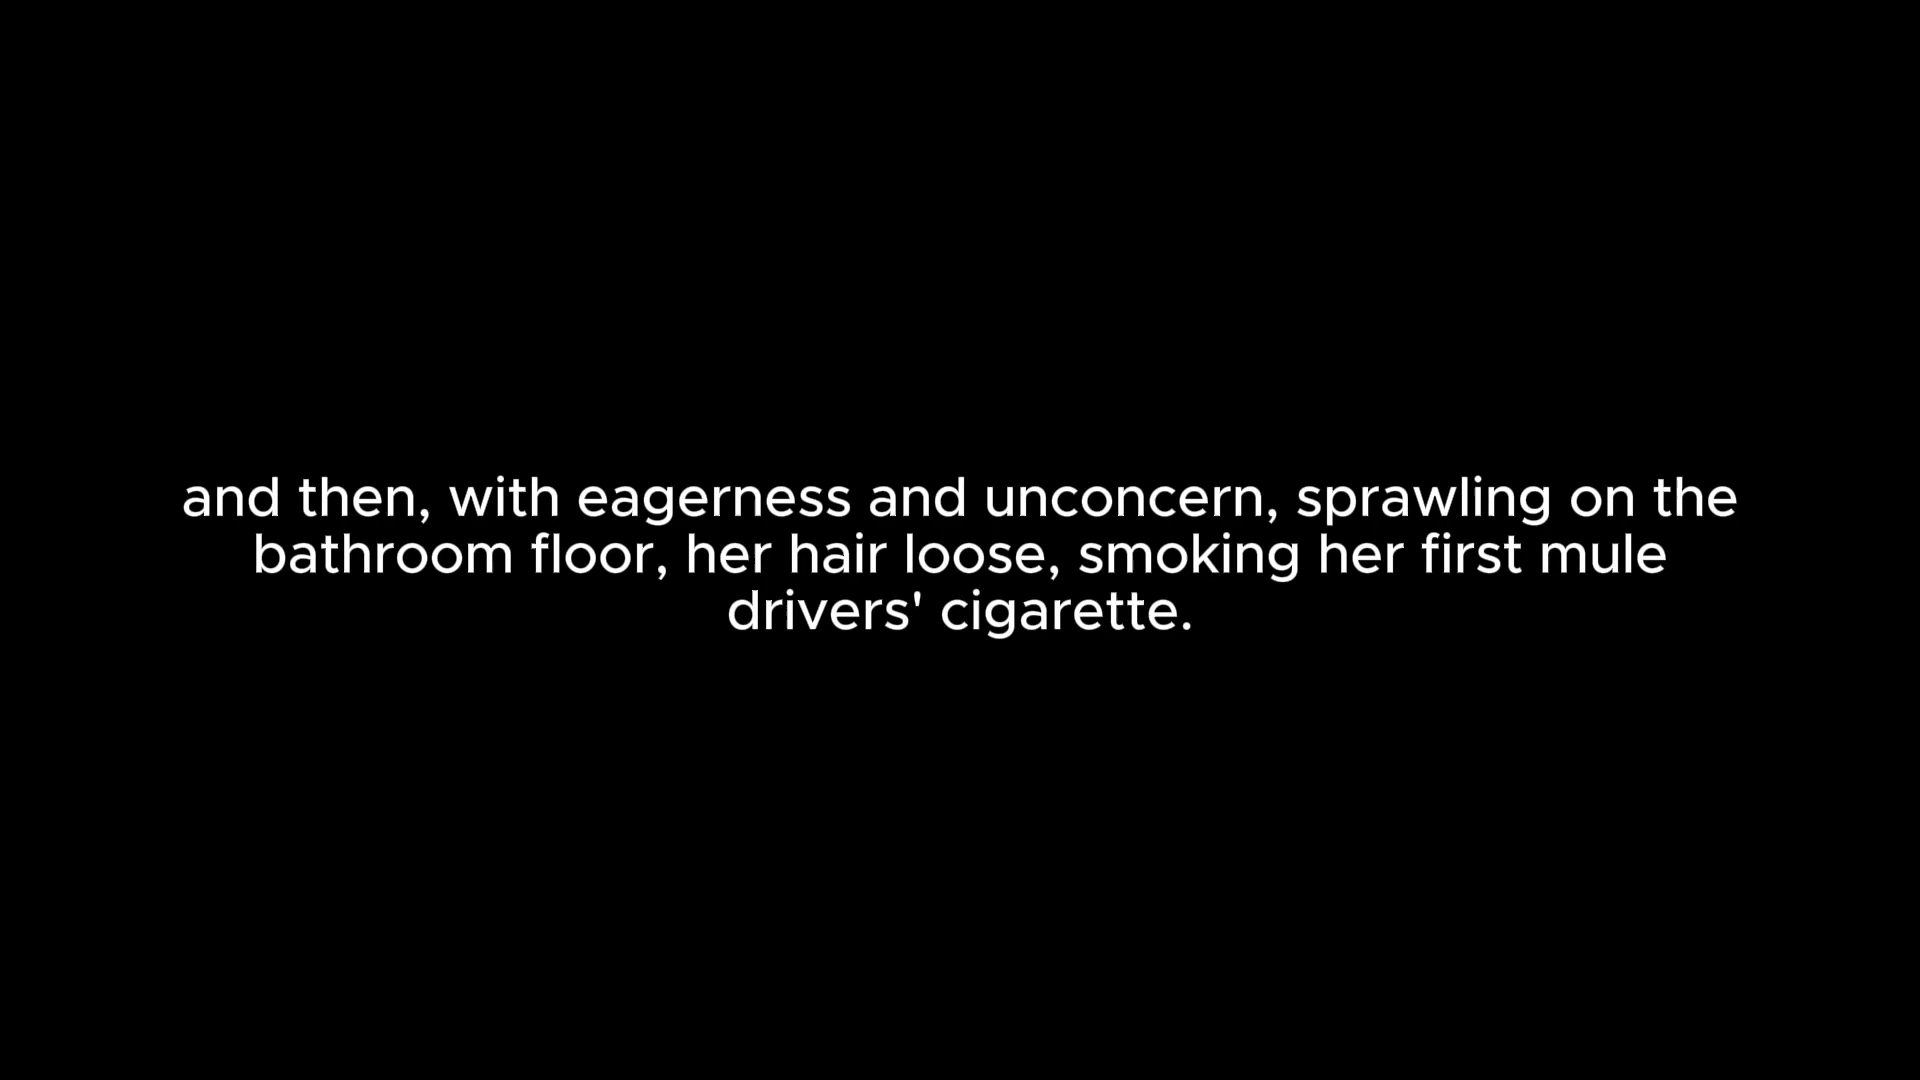 and then, with eagerness and unconcern, sprawling on the
bathroom floor, her hair loose, smoking her first mule
drivers' cigarette.